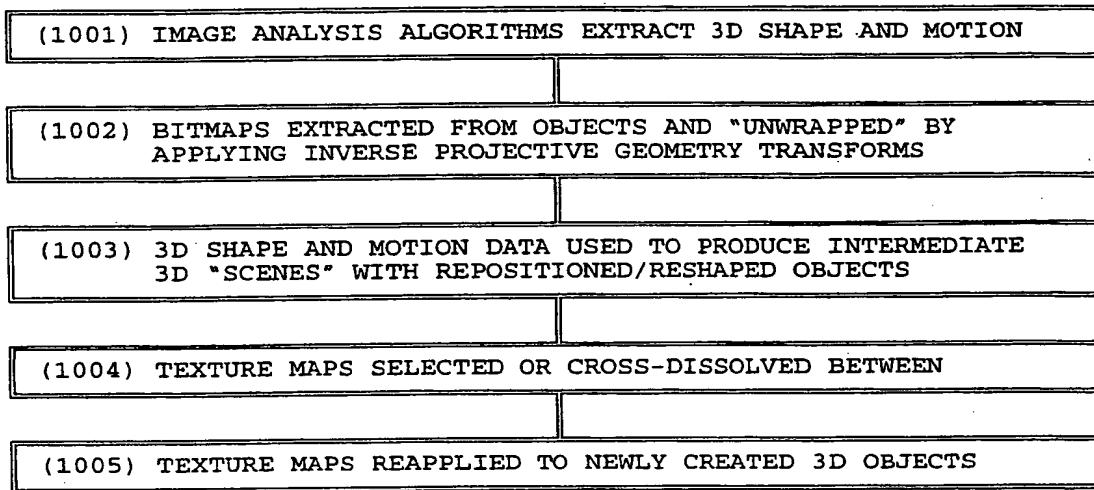 (1001) IMAGE ANALYSIS ALGORITHMS EXTRACT 3D SHAPE AND MOTION
(1002) BITMAPS EXTRACTED FROM OBJECTS AND "UNWRAPPED" BY
APPLYING INVERSE PROJECTIVE GEOMETRY TRANSFORMS
(1003) 3D SHAPE AND MOTION DATA USED TO PRODUCE INTERMEDIATE
3D "SCENES" WITH REPOSITIONED/RESHAPED OBJECTS
(1004) TEXTURE MAPS SELECTED OR CROSS-DISSOLVED BETWEEN
(1005) TEXTURE MAPS REAPPLIED TO NEWLY CREATED 3D OBJECTS